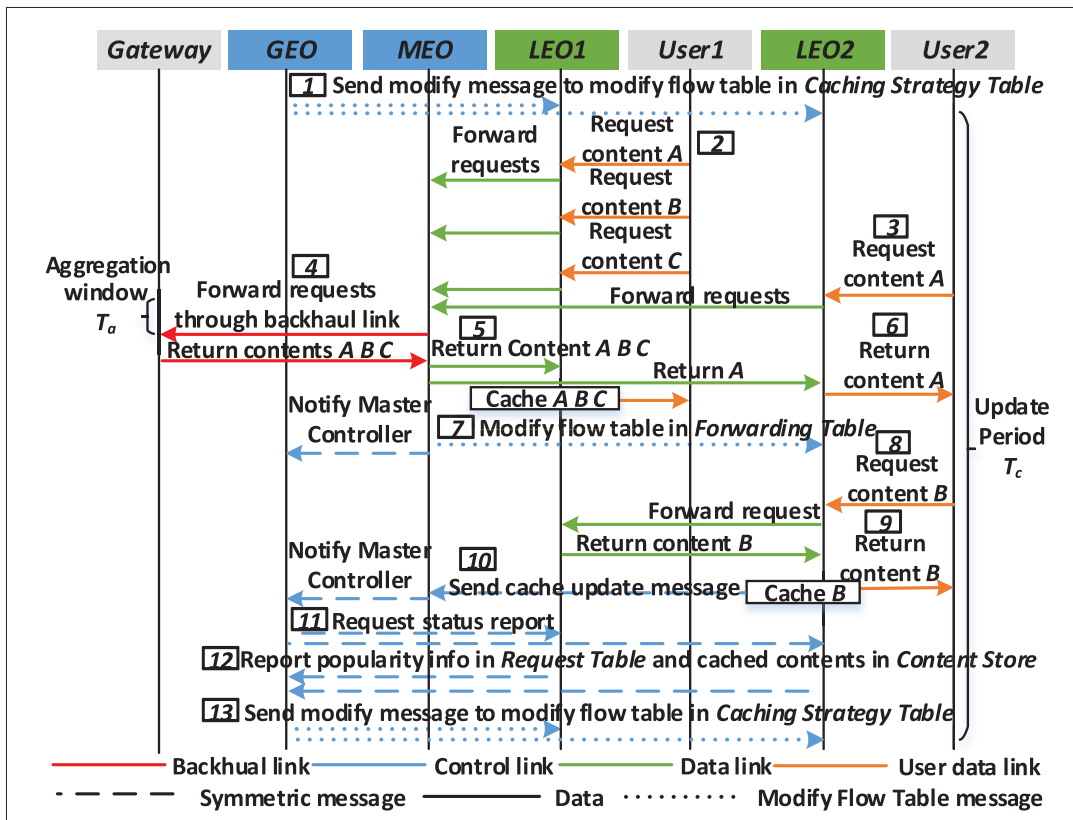 Gateway GEO MEO LEO1 User1 LEO2 User2
1 Send modify message to modify flow table in Caching Strategy Table
Forward
requests
Request
content A
2
Request
content B
Request
content C
3
Request
content A
Aggregation
window
Ta
4
Forward requests
through backhaul link
Forward requests
Return contents A B C
5
Return Content A B C
Return A
6
Return
content A
Cache A B C
Notify Master
Controller
7 Modify flow table in Forwarding Table
Update
Period
Tc
8
Request
content B
Forward request
Return content B
9
Return
content B
Notify Master
Controller
10
Send cache update message
Cache B
11 Request status report
12 Report popularity info in Request Table and cached contents in Content Store
13 Send modify message to modify flow table in Caching Strategy Table
Backhual link Control link Data link User data link
Symmetric message Data Modify Flow Table message